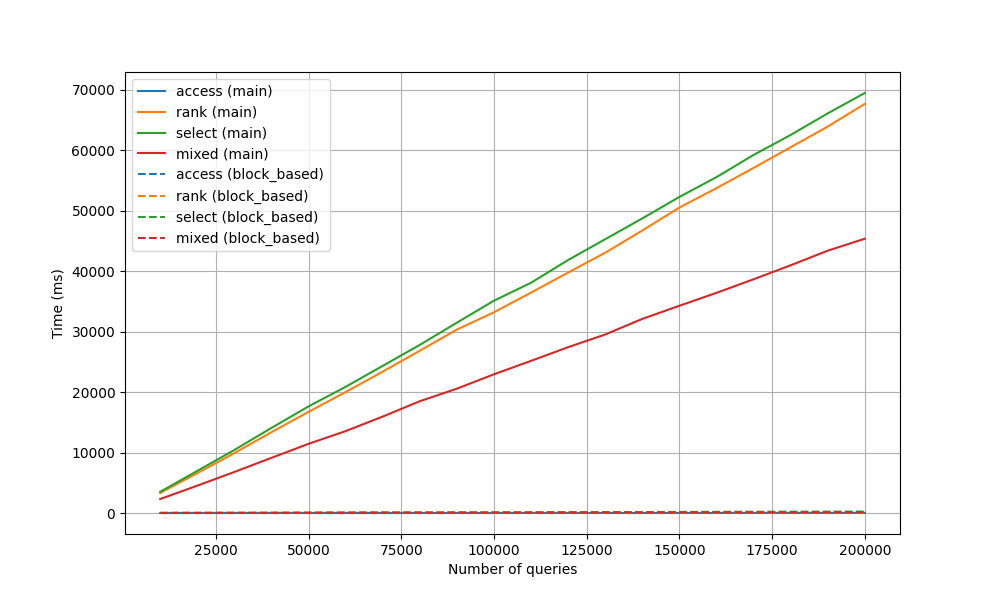 70000
60000
50000
40000
30000
20000
10000
0
Time (ms)
access (main)
rank (main)
select (main)
mixed (main)
access (block_based)
rank (block_based)
select (block_based)
mixed (block_based)
25000 50000 75000 100000 125000 150000 175000 200000
Number of queries